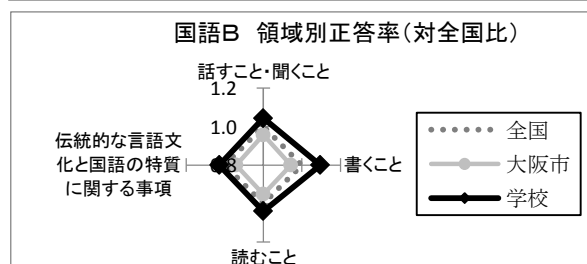 国語B 領域別正答率（対全国比）
話すこと・聞くこと
1.2
1.0
0.8
伝統的な言語文
化と国語の特質
に関する事項
書くこと
読むこと
全国
大阪市
学校